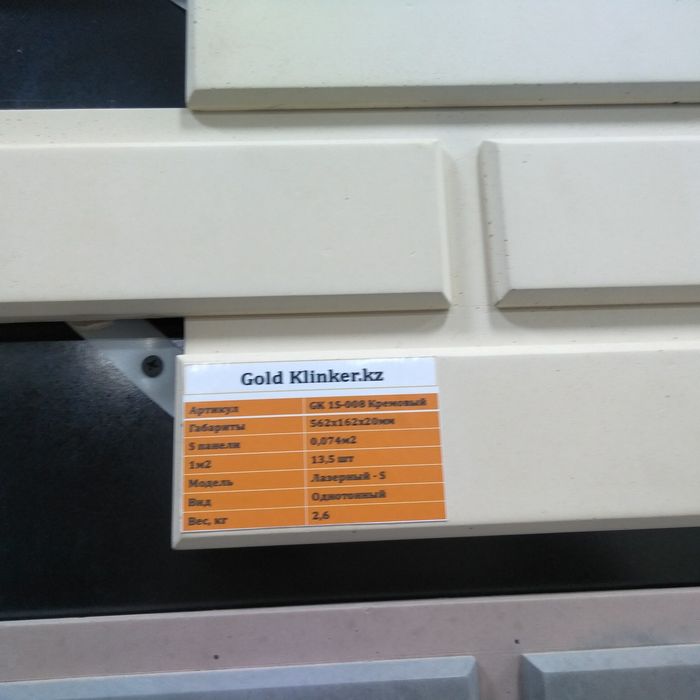 Gold Klinker.kz
Артикул GK 15-008 Кремовый
Габариты 562х162х20мм
S панели 0,074м2
1м2 13,5 шт
Модель Лазерный - S
Вид Однотонный
Вес, кг 2,6